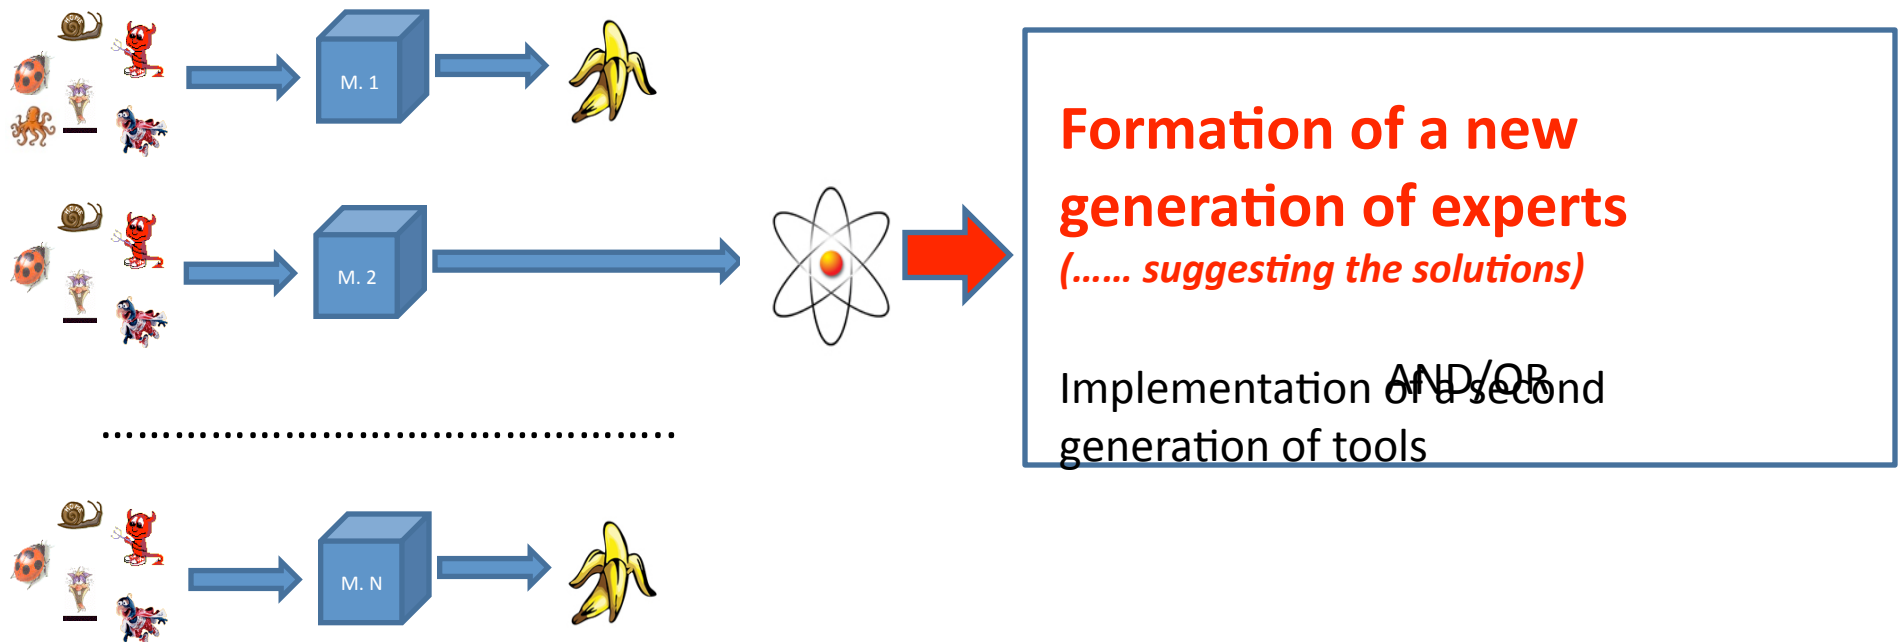 M. 1
M. 2
M. N
Formation of a new
generation of experts
(...... suggesting the solutions)
AND/OR
Implementation of a second
generation of tools